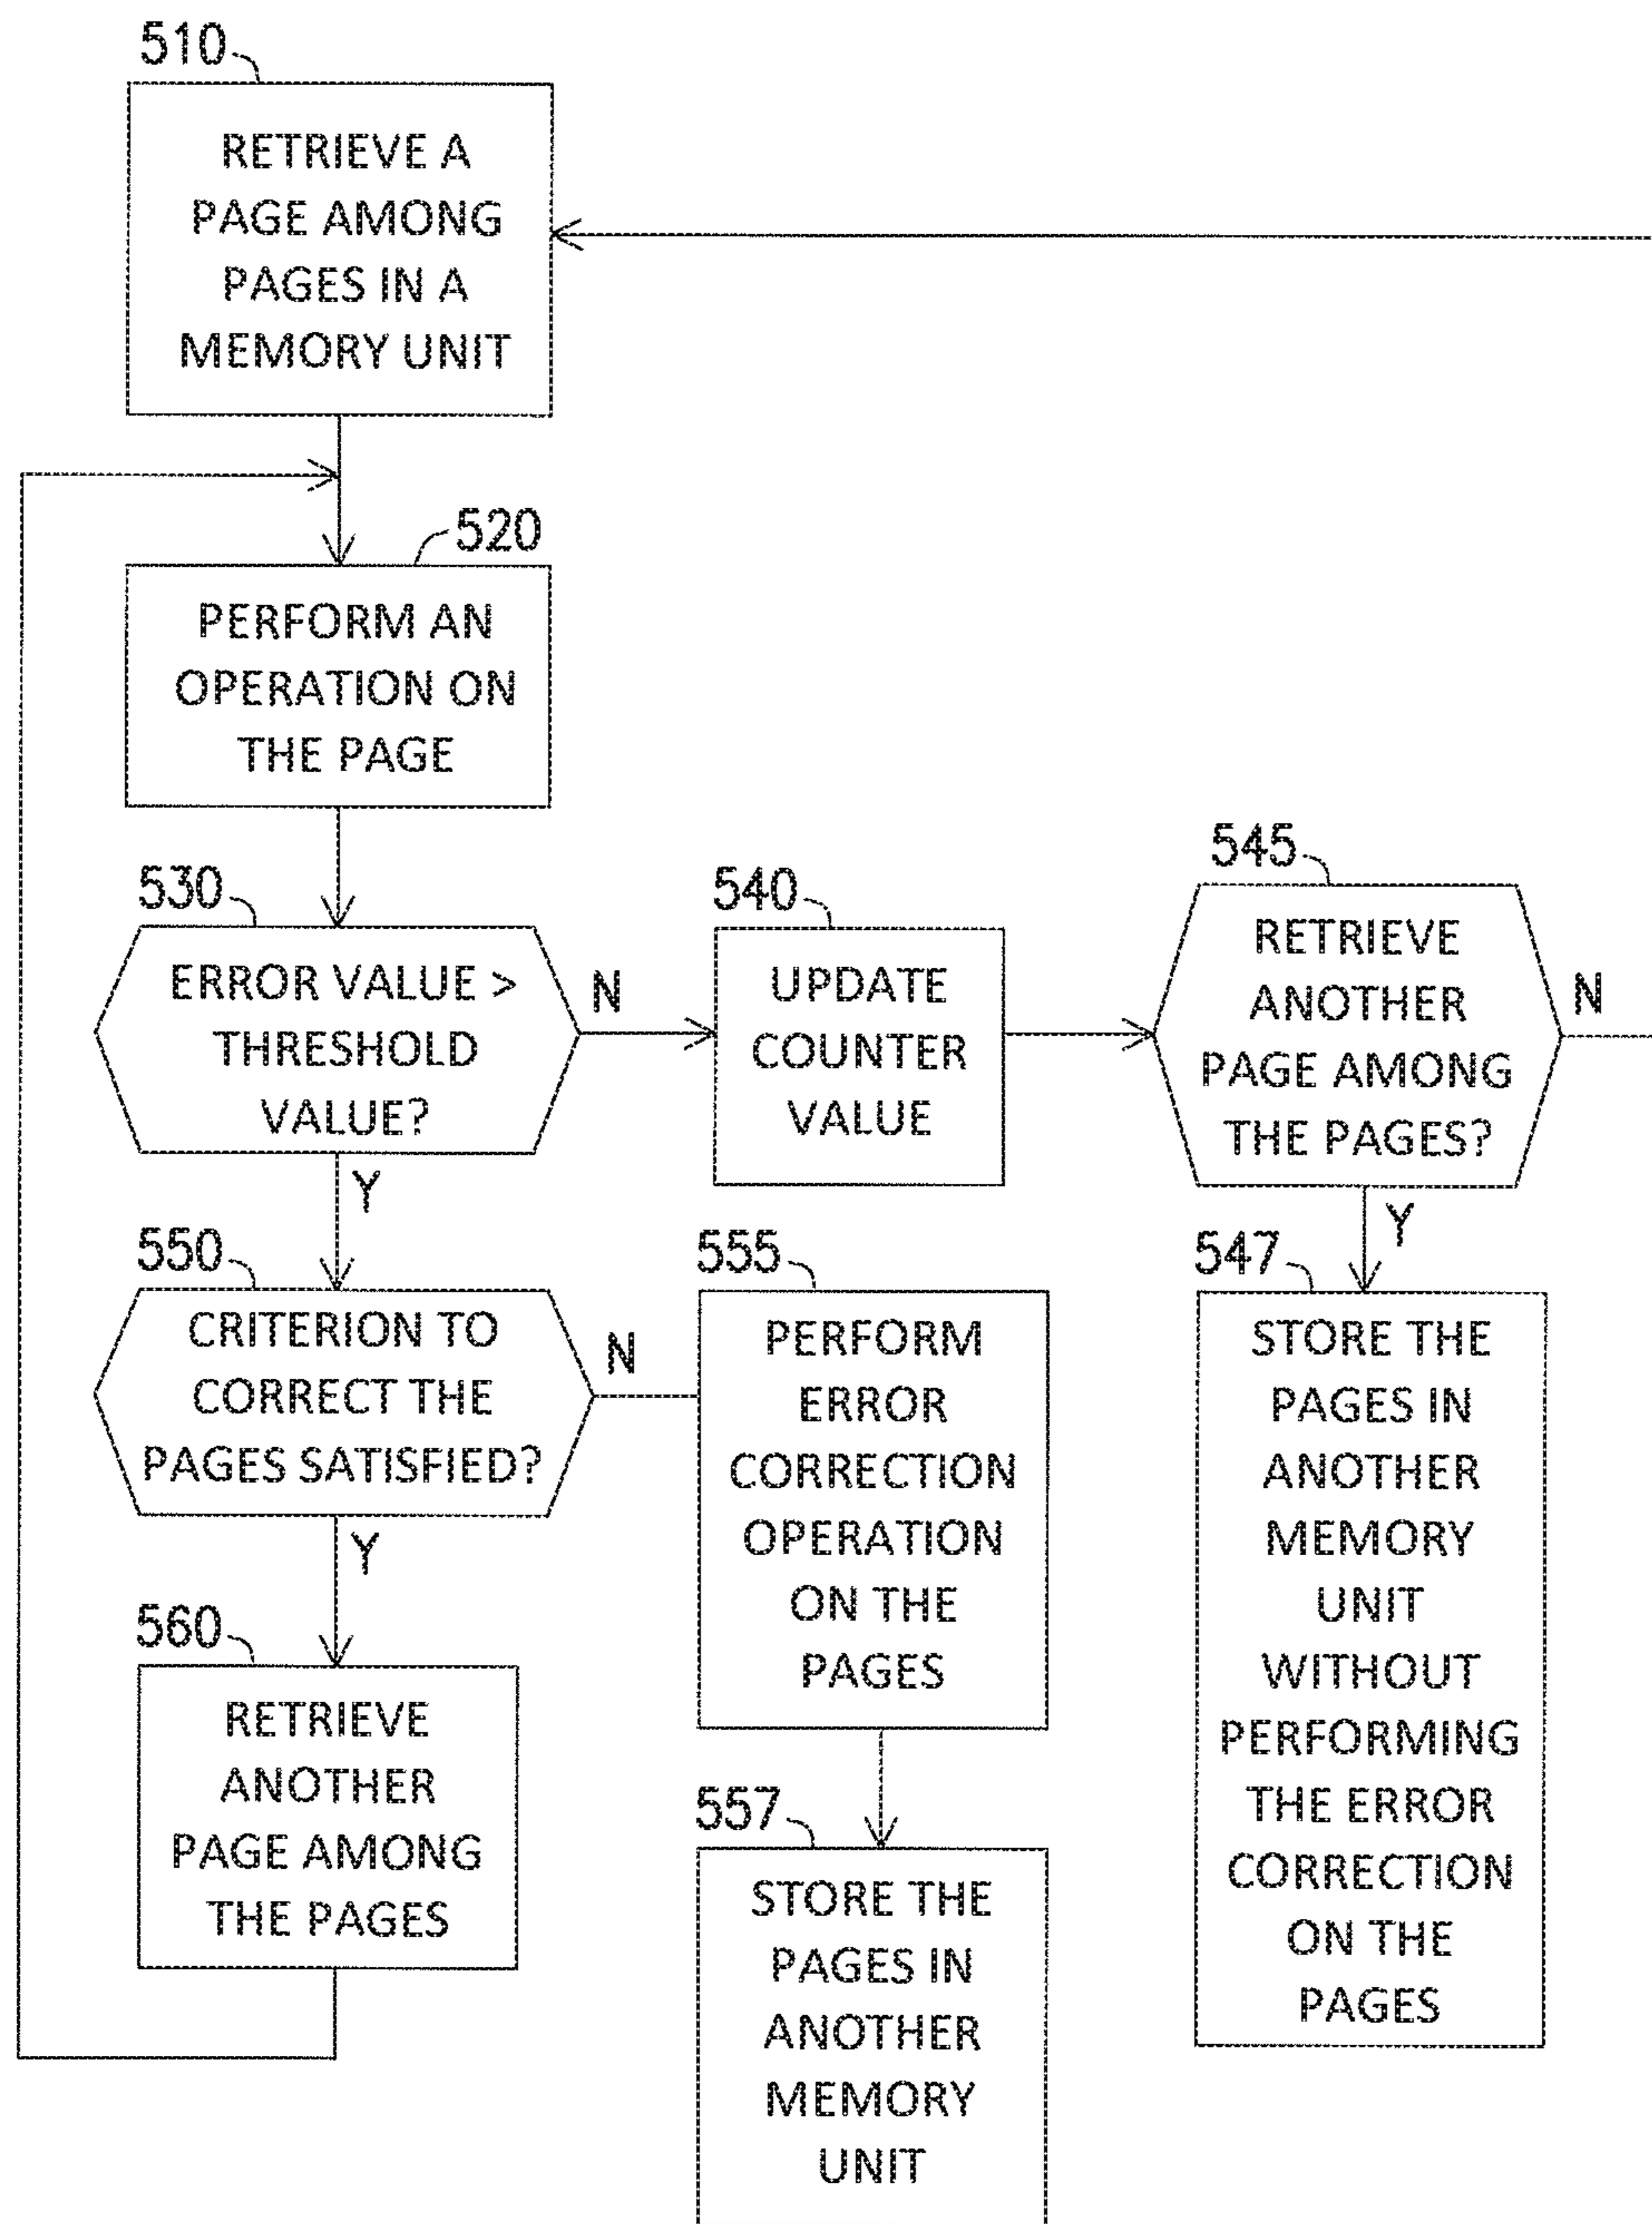 510
RETRIEVE A
PAGE AMONG
PAGES IN A
MEMORY UNIT
520
PERFORM AN
OPERATION ON
THE PAGE
530
ERROR VALUE >
THRESHOLD
VALUE?
N
Y
540
UPDATE
COUNTER
VALUE
545
RETRIEVE
ANOTHER
PAGE AMONG
THE PAGES?
N
Y
547
STORE THE
PAGES IN
ANOTHER
MEMORY
UNIT
WITHOUT
PERFORMING
THE ERROR
CORRECTION
ON THE
PAGES
550
CRITERION TO
CORRECT THE
PAGES SATISFIED?
N
Y
555
PERFORM
ERROR
CORRECTION
OPERATION
ON THE
PAGES
557
STORE THE
PAGES IN
ANOTHER
MEMORY
UNIT
560
RETRIEVE
ANOTHER
PAGE AMONG
THE PAGES